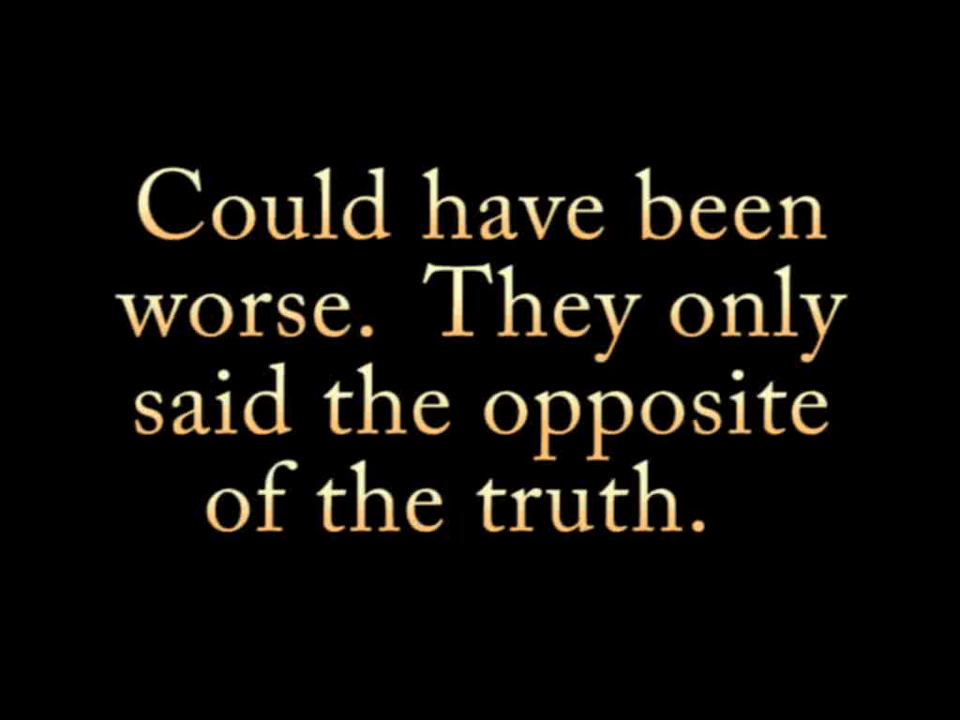 Could have been
worse.  They only
said the opposite
of the truth.